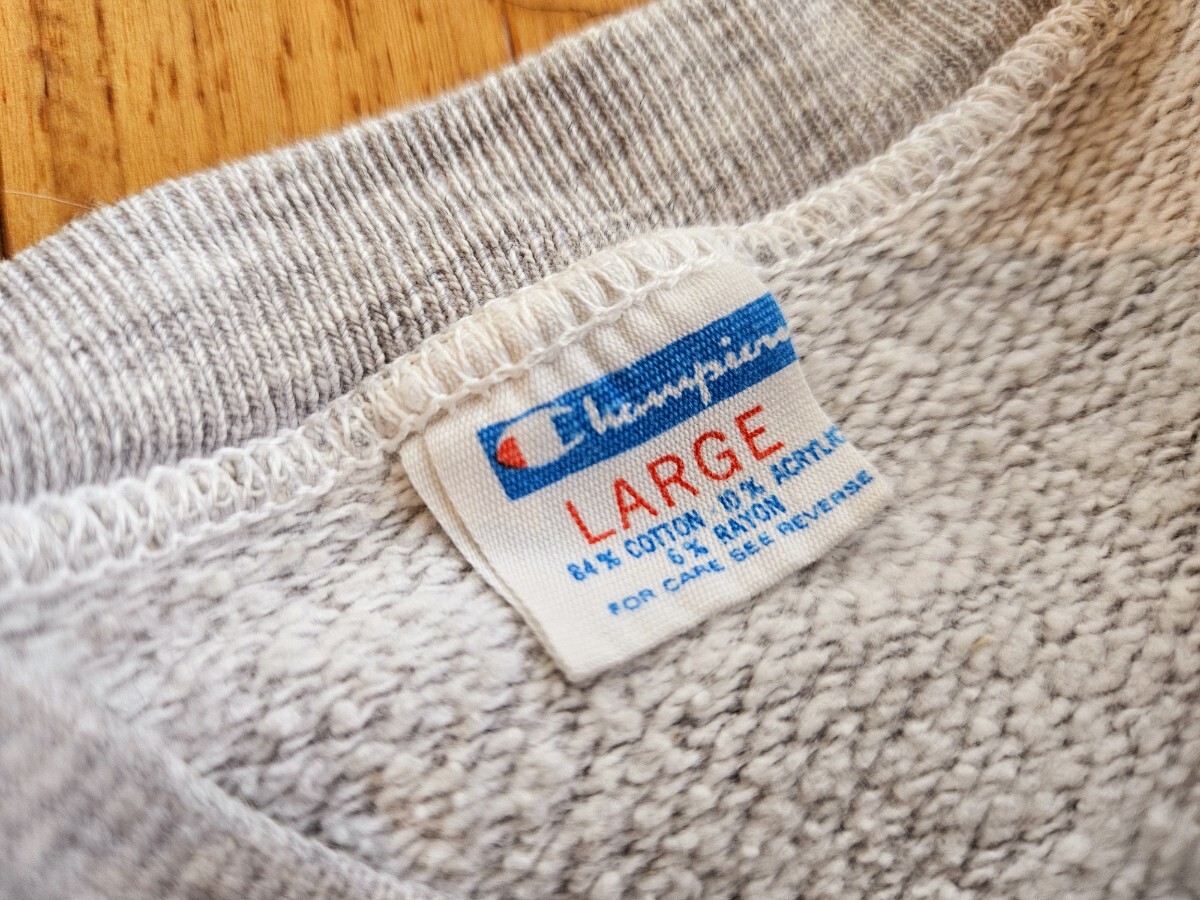 Champion
LARGE
84% COTTON 10% ACRYLIC
6% RAYON
FOR CARE SEE REVERSE